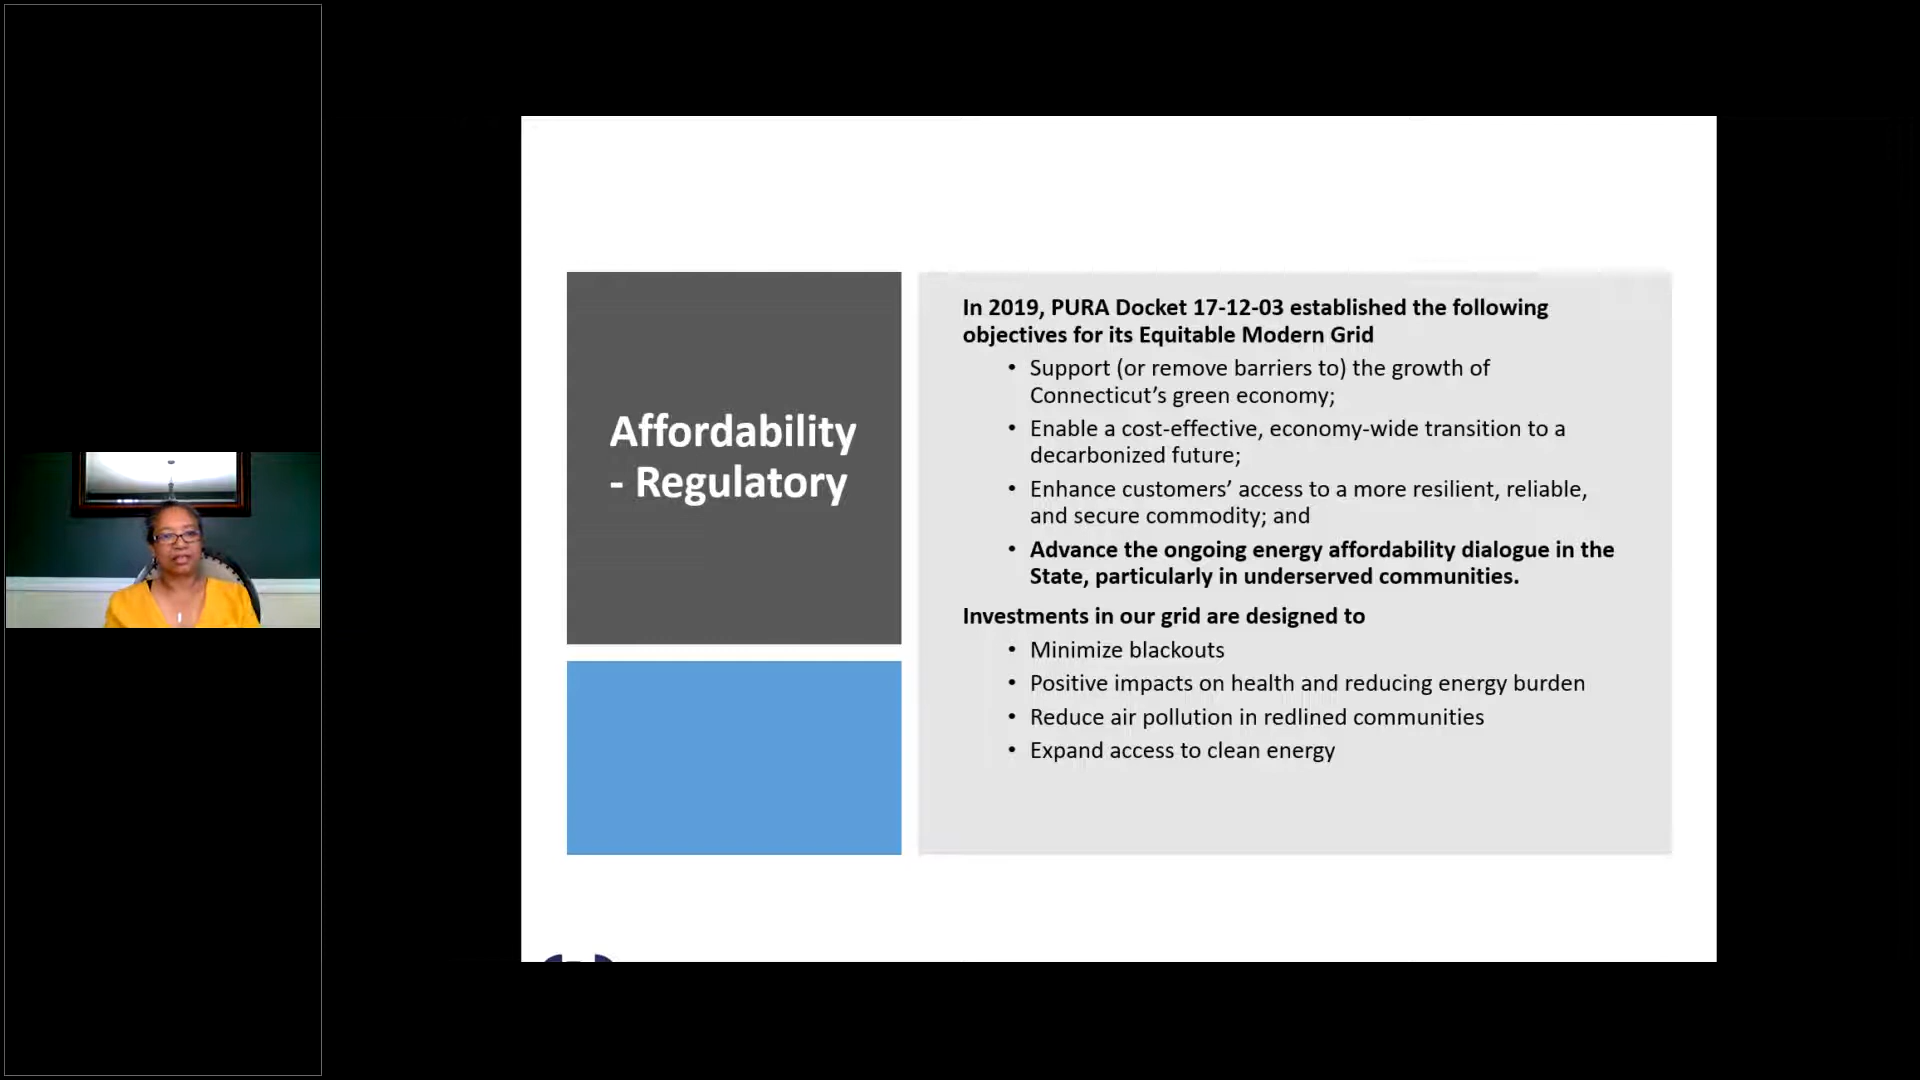 Affordability
- Regulatory
In 2019, PURA Docket 17-12-03 established the following
objectives for its Equitable Modern Grid
• Support (or remove barriers to) the growth of
Connecticut’s green economy;
• Enable a cost-effective, economy-wide transition to a
decarbonized future;
• Enhance customers’ access to a more resilient, reliable,
and secure commodity; and
• Advance the ongoing energy affordability dialogue in the
State, particularly in underserved communities.
Investments in our grid are designed to
• Minimize blackouts
• Positive impacts on health and reducing energy burden
• Reduce air pollution in redlined communities
• Expand access to clean energy